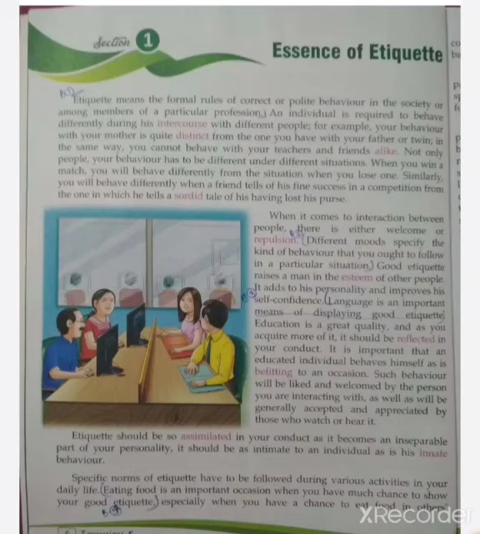 Section 1
Essence of Etiquette
Etiquette means the formal rules of correct or polite behaviour in the society or
among members of a particular profession. An individual is required to behave
differently during his intercourse with different people; for example, your behaviour
with your mother is quite distinct from the one you have with your father or twin; in
the same way, you cannot behave with your teachers and friends alike. Not only
people, your behaviour has to be different under different situations. When you win a
match, you will behave differently from the situation when you lose one. Similarly,
you will behave differently when a friend tells of his fine success in a competition from
the one in which he tells a sordid tale of his having lost his purse.
When it comes to interaction between
people, there is either welcome or
repulsion. Different moods specify the
kind of behaviour that you ought to follow
in a particular situation. Good etiquette
raises a man in the esteem of other people.
It adds to his personality and improves his
self-confidence. Language is an important
means of displaying good etiquette.
Education is a great quality, and as you
acquire more of it, it should be reflected in
your conduct. It is important that an
educated individual behaves himself as is
befitting to an occasion. Such behaviour
will be liked and welcomed by the person
you are interacting with, as well as will be
generally accepted and appreciated by
those who watch or hear it.
Etiquette should be so assimilated in your conduct as it becomes an inseparable
part of your personality, it should be as intimate to an individual as is his innate
behaviour.
Specific norms of etiquette have to be followed during various activities in your
daily life. Eating food is an important occasion when you have much chance to show
your good etiquette, especially when you have a chance to eat food in others'
XRecorder